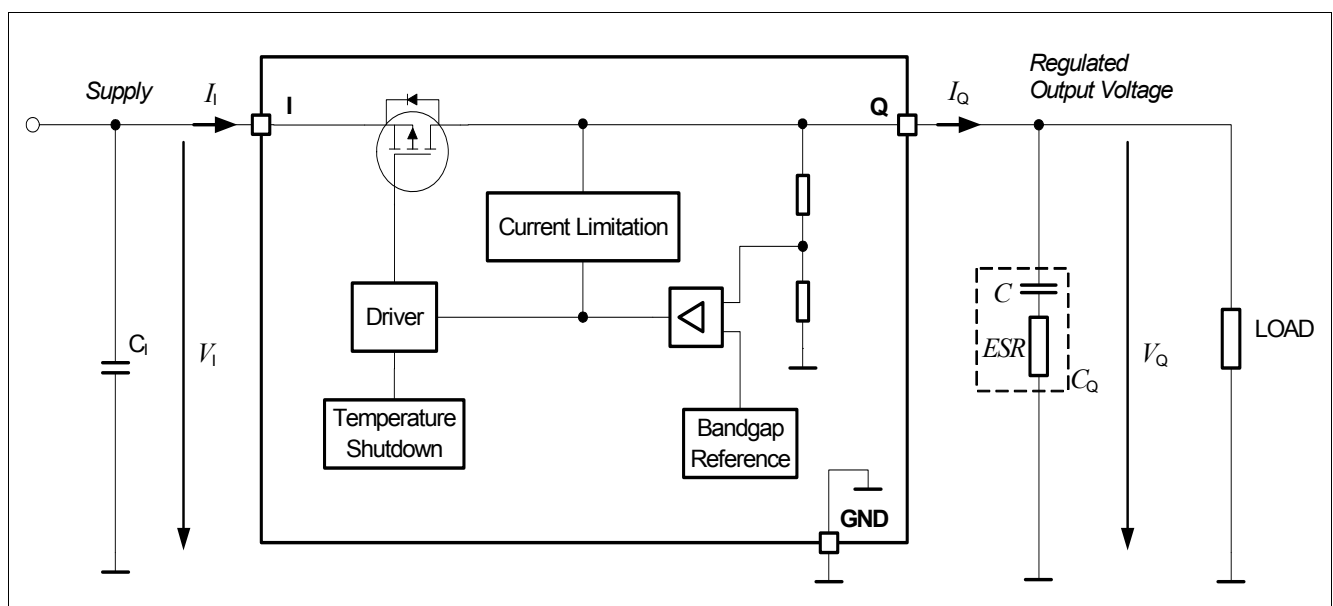 Supply
I_I
I
Q
I_Q
Regulated
Output Voltage
Current Limitation
Driver
C_I
V_I
C
ESR
C_Q
V_Q
LOAD
Temperature
Shutdown
Bandgap
Reference
GND